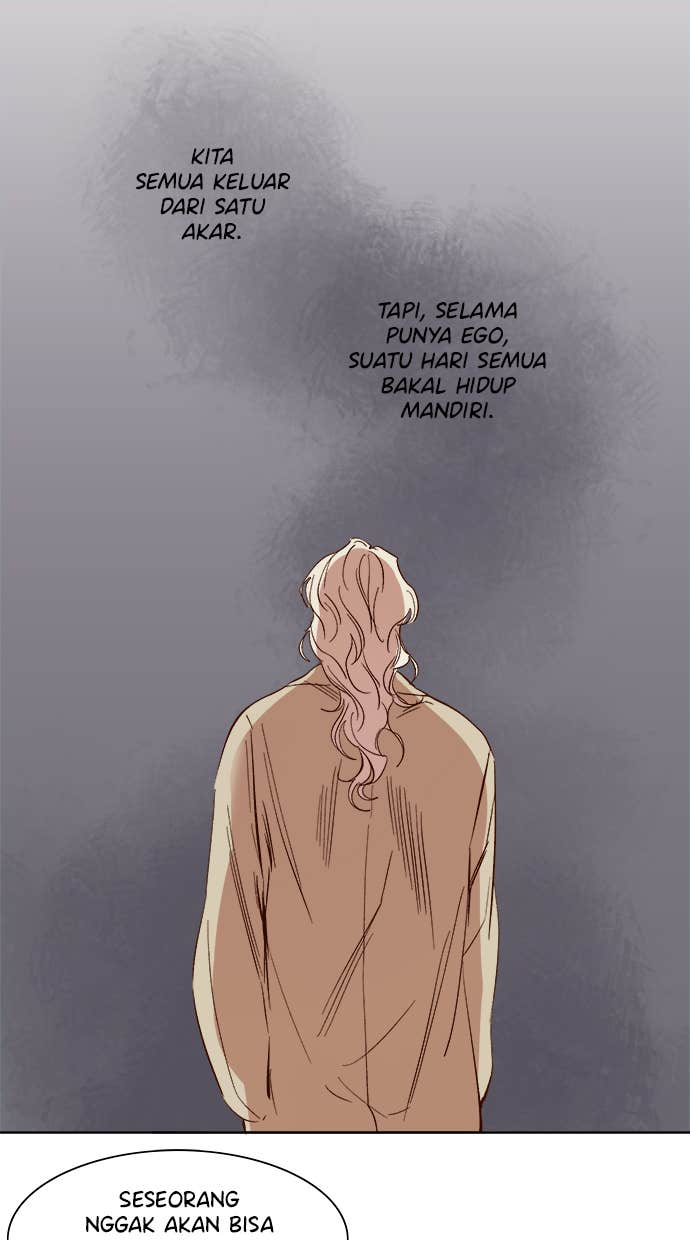 KITA
SEMUA KELUAR
DARI SATU
AKAR.
TAPI, SELAMA
PUNYA EGO,
SUATU HARI SEMUA
BAKAL HIDUP
MANDIRI.
SESEORANG
NGGAK AKAN BISA